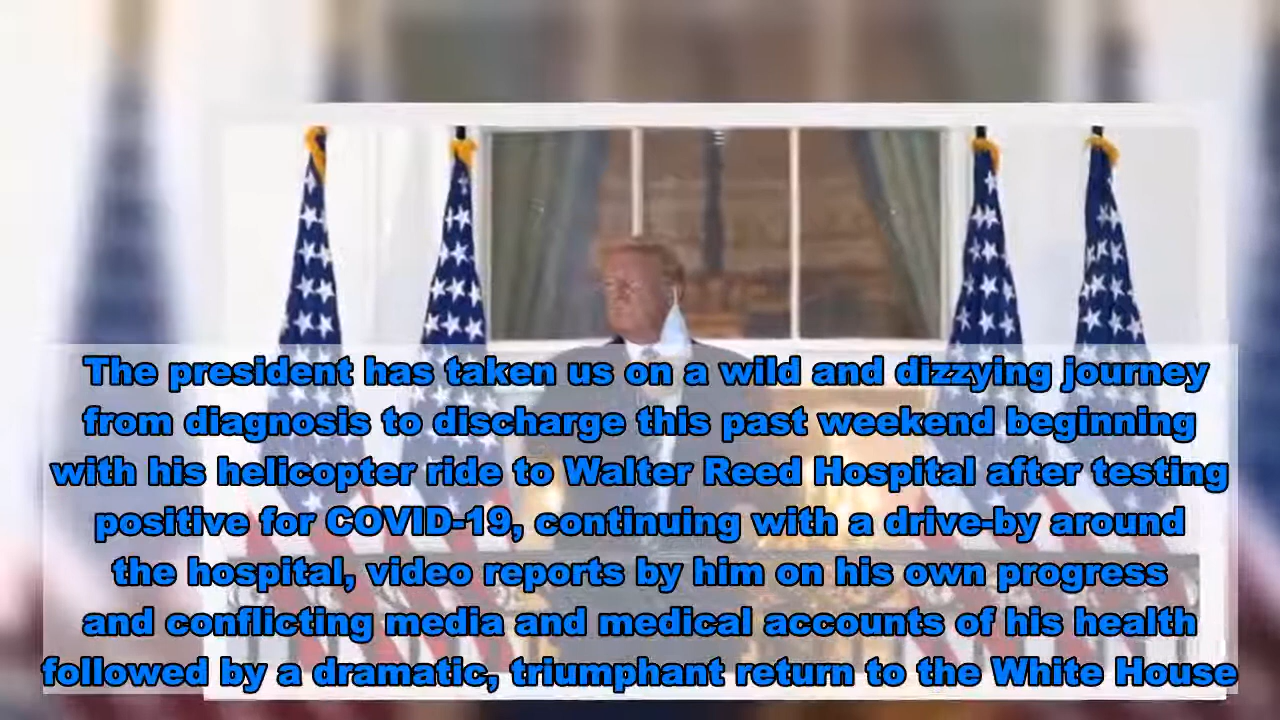 The president has taken us on a wild and dizzying journey
from diagnosis to discharge this past weekend beginning
with his helicopter ride to Walter Reed Hospital after testing
positive for COVID-19, continuing with a drive-by around
the hospital, video reports by him on his own progress
and conflicting media and medical accounts of his health
followed by a dramatic, triumphant return to the White House